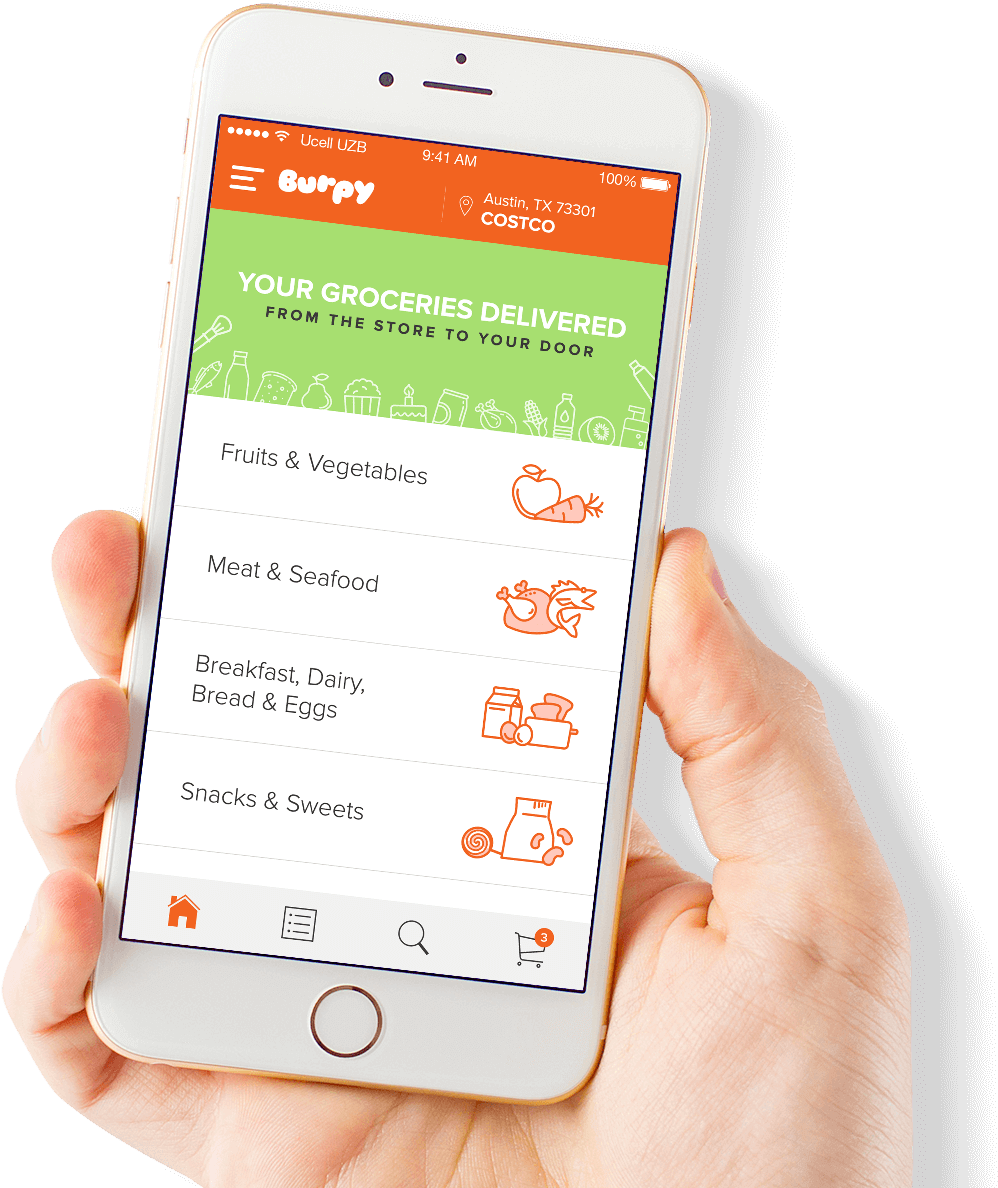 Ucell UZB
9:41 AM
100%
Burpy
Austin, TX 73301
COSTCO
YOUR GROCERIES DELIVERED
FROM THE STORE TO YOUR DOOR
Fruits & Vegetables
Meat & Seafood
Breakfast, Dairy,
Bread & Eggs
Snacks & Sweets
3